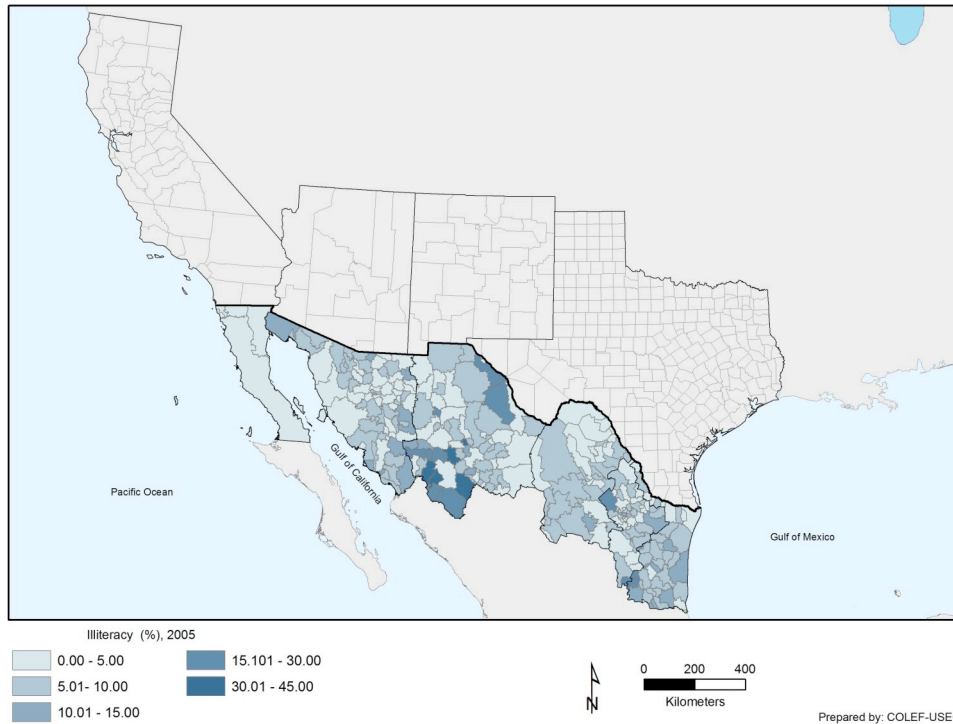 Pacific Ocean
Gulf of California
Gulf of Mexico
Illiteracy (%), 2005
0.00 - 5.00
5.01- 10.00
10.01 - 15.00
15.101 - 30.00
30.01 - 45.00
N
0 200 400
Kilometers
Prepared by: COLEF-USE